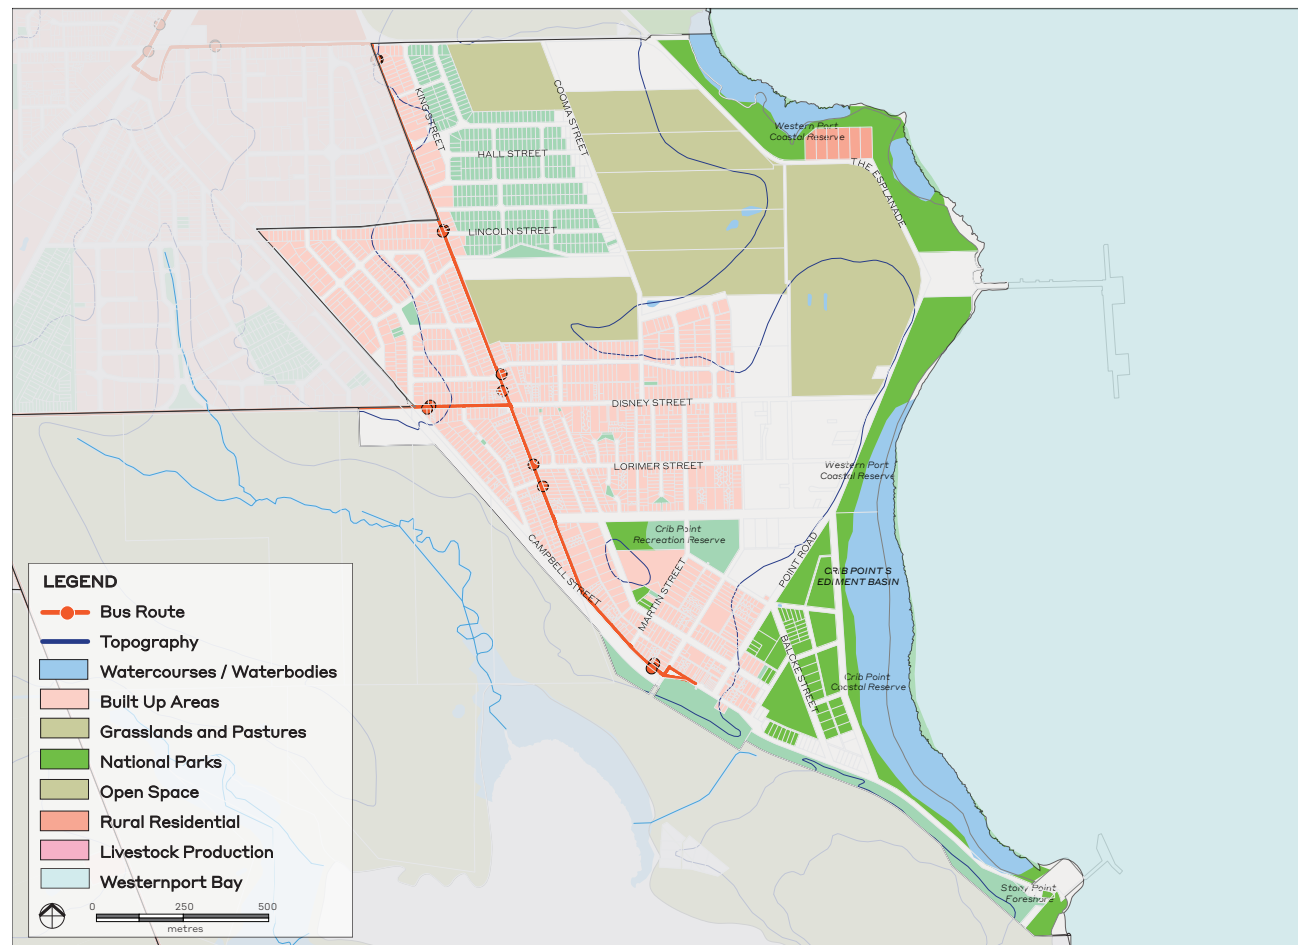 Western Port
Coastal Reserve
KING STREET
COOMA STREET
HALL STREET
THE ESPLANADE
LINCOLN STREET
DISNEY STREET
LORIMER STREET
Western Port
Coastal Reserve
Crib Point
Recreation Reserve
CAMPBELL STREET
MARTIN STREET
POINT ROAD
CRIB POINT S
EDIMENT BASIN
BALCKE STREET
Crib Point
Coastal Reserve
Stony Point
Foreshore
LEGEND
Bus Route
Topography
Watercourses / Waterbodies
Built Up Areas
Grasslands and Pastures
National Parks
Open Space
Rural Residential
Livestock Production
Westernport Bay
0 250 500
metres